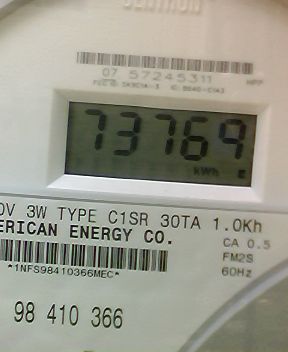 CENTRON
07 57245311
73769
kWh
0V 3W TYPE C1SR 30TA 1.0Kh
ERICAN ENERGY CO.
CA 0.5
FM2S
60Hz
*1NFS98410366MEC*
98 410 366